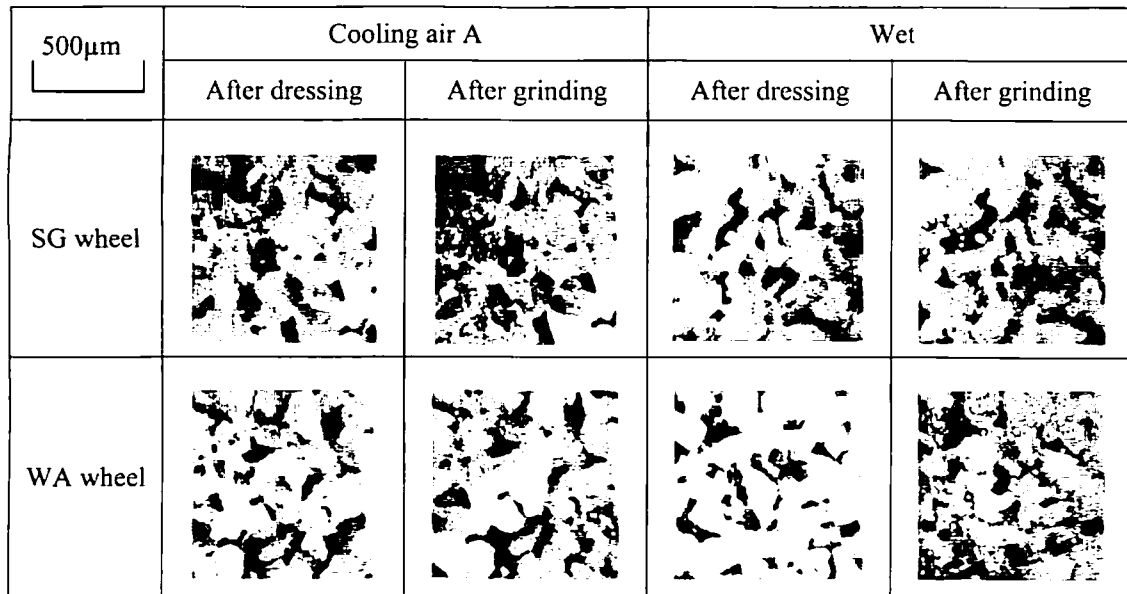 500μm
Cooling air A
Wet
After dressing
After grinding
After dressing
After grinding
SG wheel
WA wheel